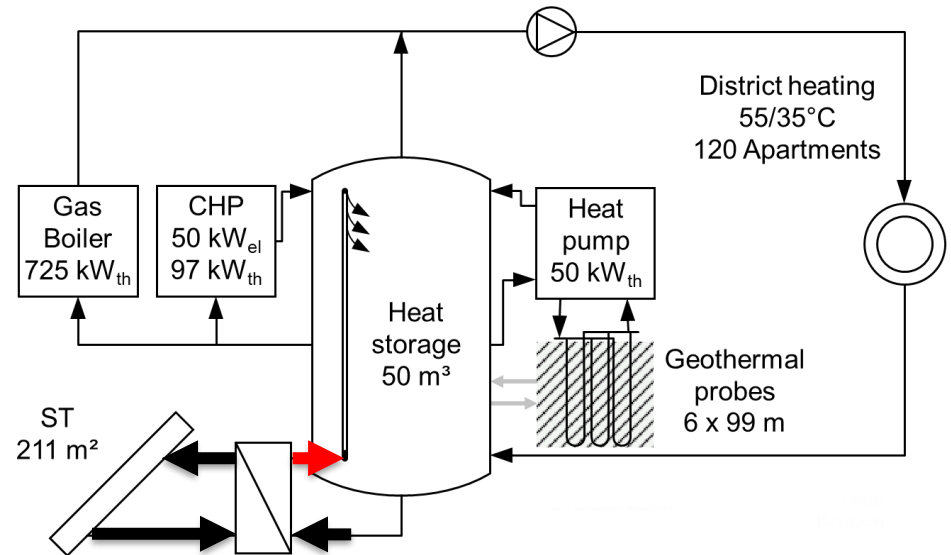 District heating
55/35°C
120 Apartments
Gas
Boiler
725 kWth
CHP
50 kWel
97 kWth
Heat
pump
50 kWth
Heat
storage
50 m³
Geothermal
probes
6 x 99 m
ST
211 m²